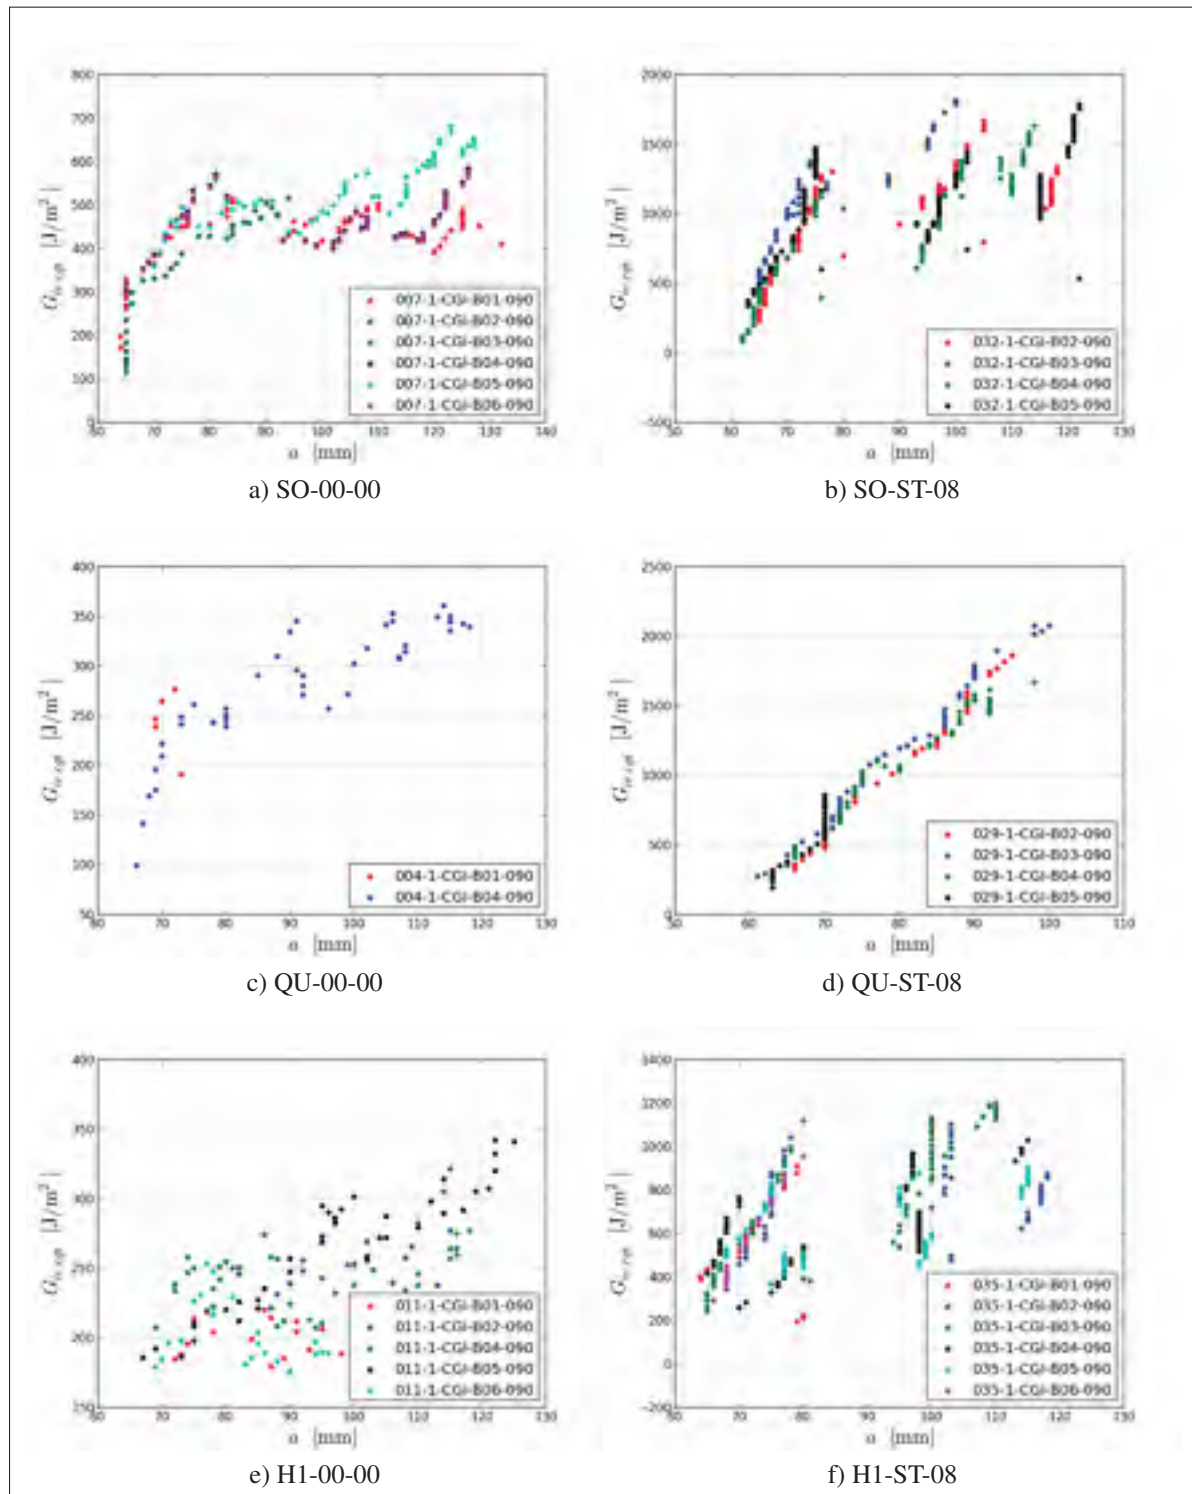 800
700
600
500
400
300
200
100
0
60 70 80 90 100 110 120 130 140
[J/m²]
a [mm]
007-1-CGI-B01-090
007-1-CGI-B02-090
007-1-CGI-B03-090
007-1-CGI-B04-090
007-1-CGI-B05-090
007-1-CGI-B06-090
a) SO-00-00
2000
1500
1000
500
0
−500
50 60 70 80 90 100 110 120 130
[J/m²]
a [mm]
032-1-CGI-B02-090
032-1-CGI-B03-090
032-1-CGI-B04-090
032-1-CGI-B05-090
b) SO-ST-08
400
350
300
250
200
150
100
50
60 70 80 90 100 110 120 130
[J/m²]
a [mm]
004-1-CGI-B01-090
004-1-CGI-B04-090
c) QU-00-00
2500
2000
1500
1000
500
0
50 60 70 80 90 100 110
[J/m²]
a [mm]
029-1-CGI-B02-090
029-1-CGI-B03-090
029-1-CGI-B04-090
029-1-CGI-B05-090
d) QU-ST-08
400
350
300
250
200
150
60 70 80 90 100 110 120 130
[J/m²]
a [mm]
011-1-CGI-B01-090
011-1-CGI-B02-090
011-1-CGI-B04-090
011-1-CGI-B05-090
011-1-CGI-B06-090
e) H1-00-00
1400
1200
1000
800
600
400
200
0
−200
60 70 80 90 100 110 120 130
[J/m²]
a [mm]
035-1-CGI-B01-090
035-1-CGI-B02-090
035-1-CGI-B03-090
035-1-CGI-B04-090
035-1-CGI-B05-090
035-1-CGI-B06-090
f) H1-ST-08